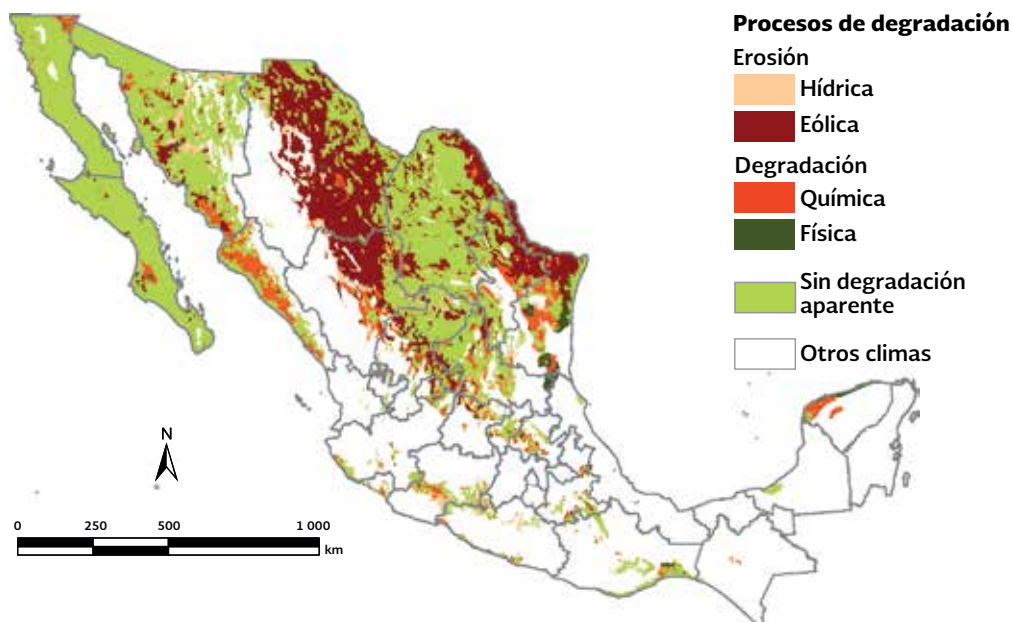 Procesos de degradación
Erosión
Hídrica
Eólica
Degradación
Química
Física
Sin degradación
aparente
Otros climas
N
0 250 500 1 000
km